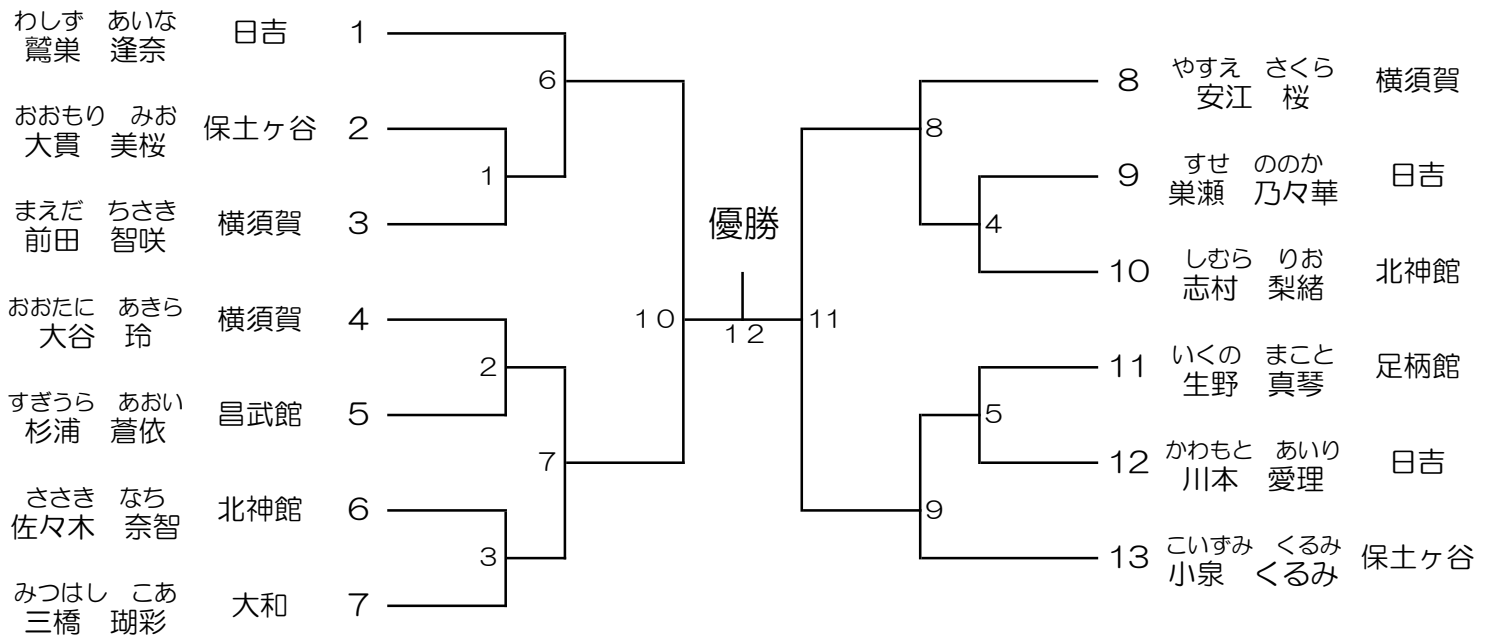 わしず　あいな
鷲巣　逢奈　日吉　1
おおもり　みお
大貫　美桜　保土ヶ谷　2
まえだ　ちさき
前田　智咲　横須賀　3
おおたに　あきら
大谷　玲　横須賀　4
すぎうら　あおい
杉浦　蒼依　昌武館　5
ささき　なち
佐々木　奈智　北神館　6
みつはし　こあ
三橋　瑚彩　大和　7
6
1
2
7
3
10
優勝
12
11
8
4
5
9
やすえ　さくら
8　安江　桜　横須賀
すせ　ののか
9　巣瀬　乃々華　日吉
しむら　りお
10　志村　梨緒　北神館
いくの　まこと
11　生野　真琴　足柄館
かわもと　あいり
12　川本　愛理　日吉
こいずみ　くるみ
13　小泉　くるみ　保土ヶ谷